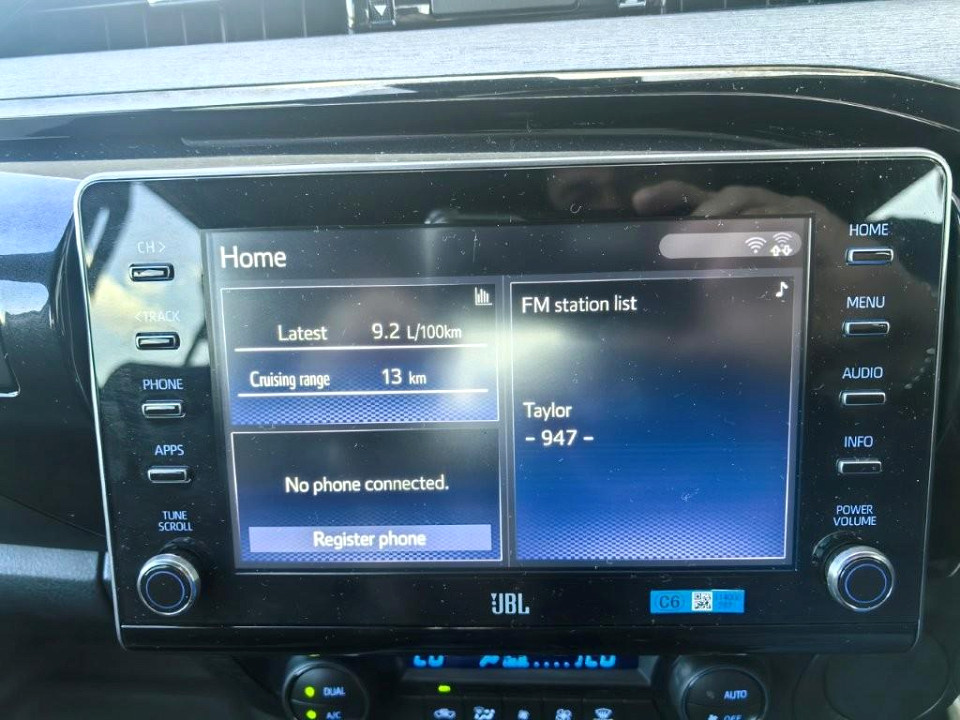 CH >
< TRACK
PHONE
APPS
TUNE
SCROLL
Home
Latest 9.2 L/100km
Cruising range 13 km
No phone connected.
Register phone
FM station list
Taylor
- 947 -
HOME
MENU
AUDIO
INFO
POWER
VOLUME
JBL
C6
DUAL
A/C
AUTO
OFF